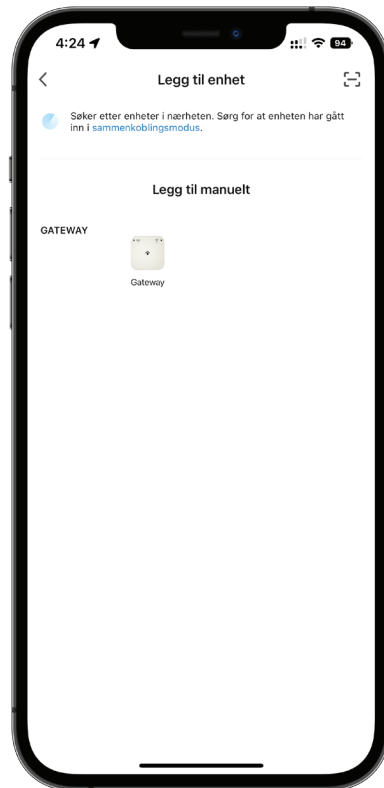 4:24
94
Legg til enhet
Søker etter enheter i nærheten. Sørg for at enheten har gått
inn i sammenkoblingsmodus.
Legg til manuelt
GATEWAY
Gateway